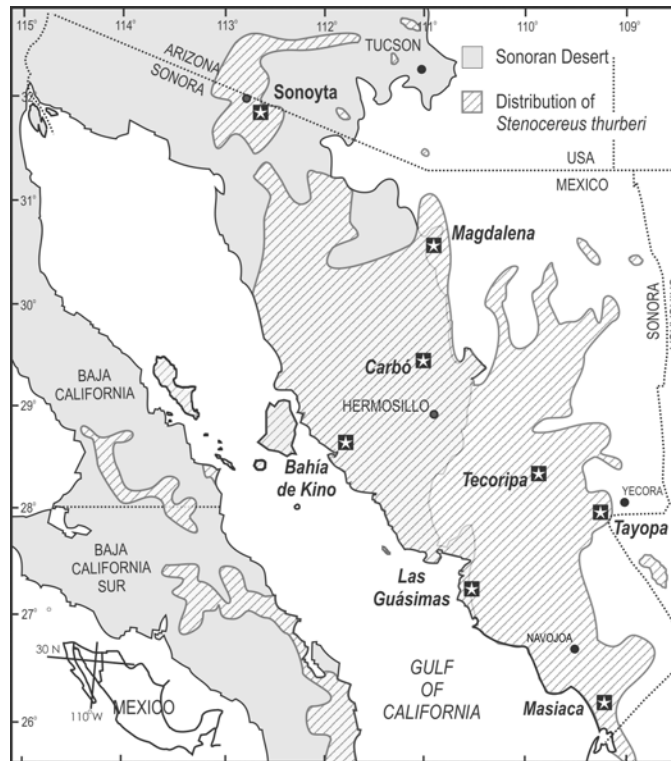 115°
114°
113°
112°
111°
110°
109°
ARIZONA
SONORA
TUCSON
Sonoran Desert
Distribution of
Stenocereus thurberi
Sonoyta
USA
MEXICO
31°
Magdalena
SONORA
30°
Carbó
BAJA
CALIFORNIA
29°
HERMOSILLO
Bahía
de Kino
Tecoripa
YECORA
28°
Tayopa
BAJA
CALIFORNIA
SUR
Las
Guásimas
27°
NAVOJOA
30 N
MEXICO
110 W
GULF
OF
CALIFORNIA
Masiaca
26°